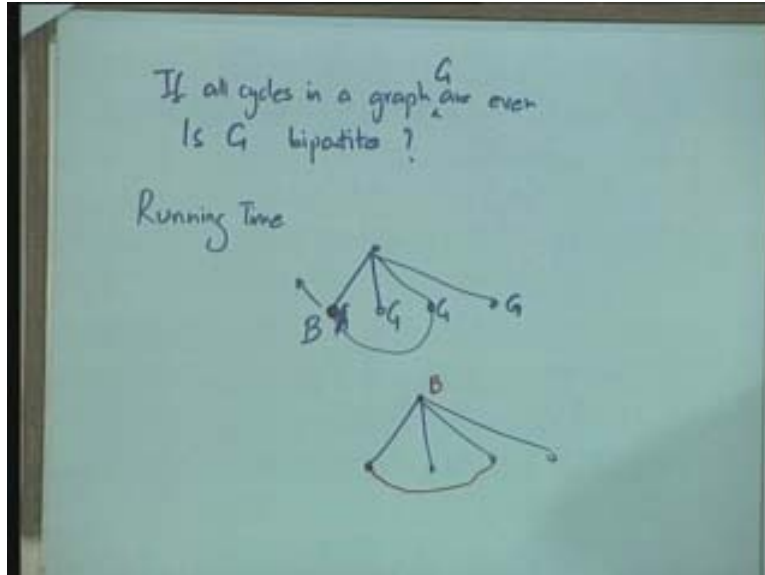 If all cycles in a graph G are even
Is G bipartite ?
Running Time
B G G G
B